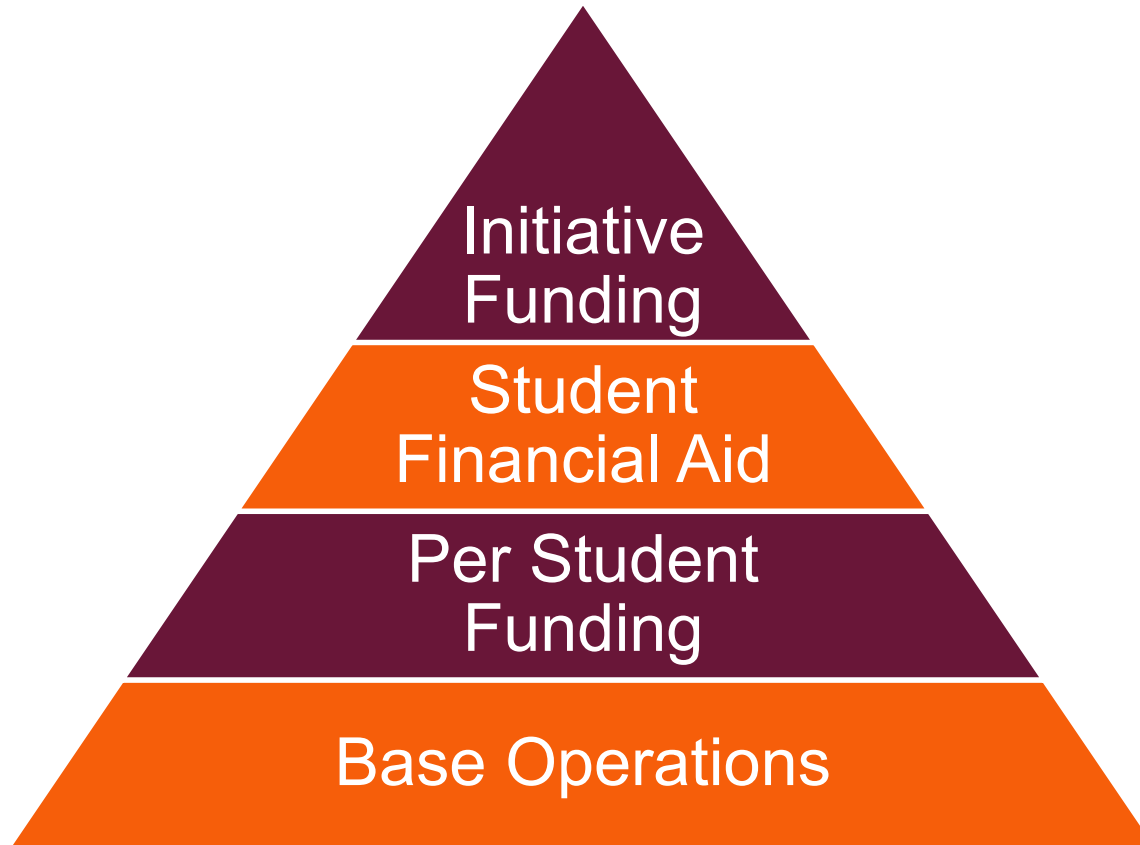 Initiative
Funding
Student
Financial Aid
Per Student
Funding
Base Operations